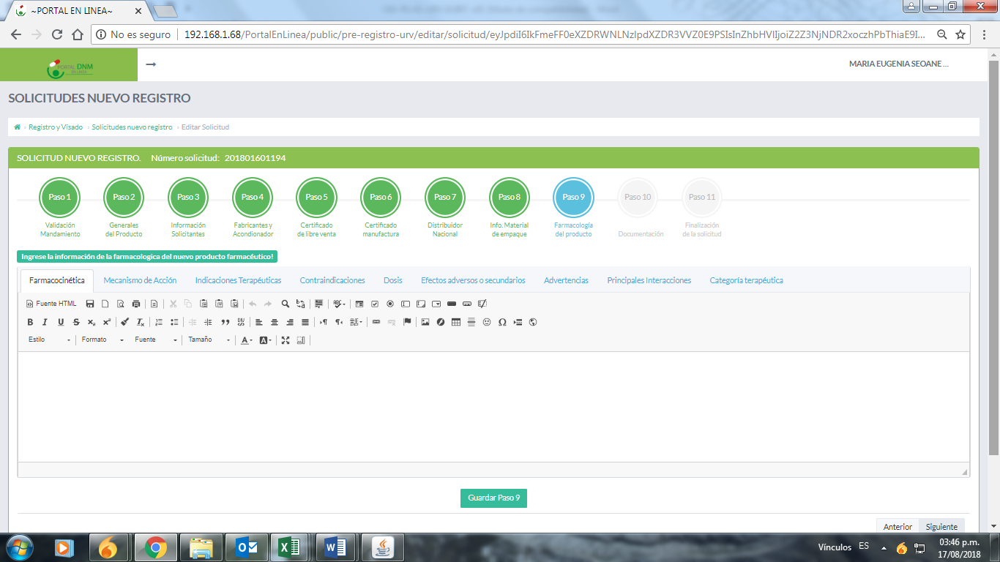 ~PORTAL EN LINEA~
No es seguro | 192.168.1.68/PortalEnLinea/public/pre-registro-urv/editar/solicitud/
PORTAL DNM
EN LINEA
MARIA EUGENIA SEOANE ...
SOLICITUDES NUEVO REGISTRO
Registro y Visado › Solicitudes nuevo registro › Editar Solicitud
SOLICITUD NUEVO REGISTRO. Número solicitud: 201801601194
Paso 1 Paso 2 Paso 3 Paso 4 Paso 5 Paso 6 Paso 7 Paso 8 Paso 9 Paso 10 Paso 11
Validación Generales Información Fabricantes y Certificado Certificado Distribuidor Info. Material Farmacología Finalización
Mandamiento del Producto Solicitantes Acondionador de libre venta manufactura Nacional de empaque del producto Documentación de la solicitud
Ingrese la información de la farmacologica del nuevo producto farmacéutico!
Farmacocinética Mecanismo de Acción Indicaciones Terapéuticas Contraindicaciones Dosis Efectos adversos o secundarios Advertencias Principales Interacciones Categoría terapéutica
Fuente HTML
Estilo Formato Fuente Tamaño
Guardar Paso 9
Anterior Siguiente
Vínculos ES 03:46 p.m.
17/08/2018